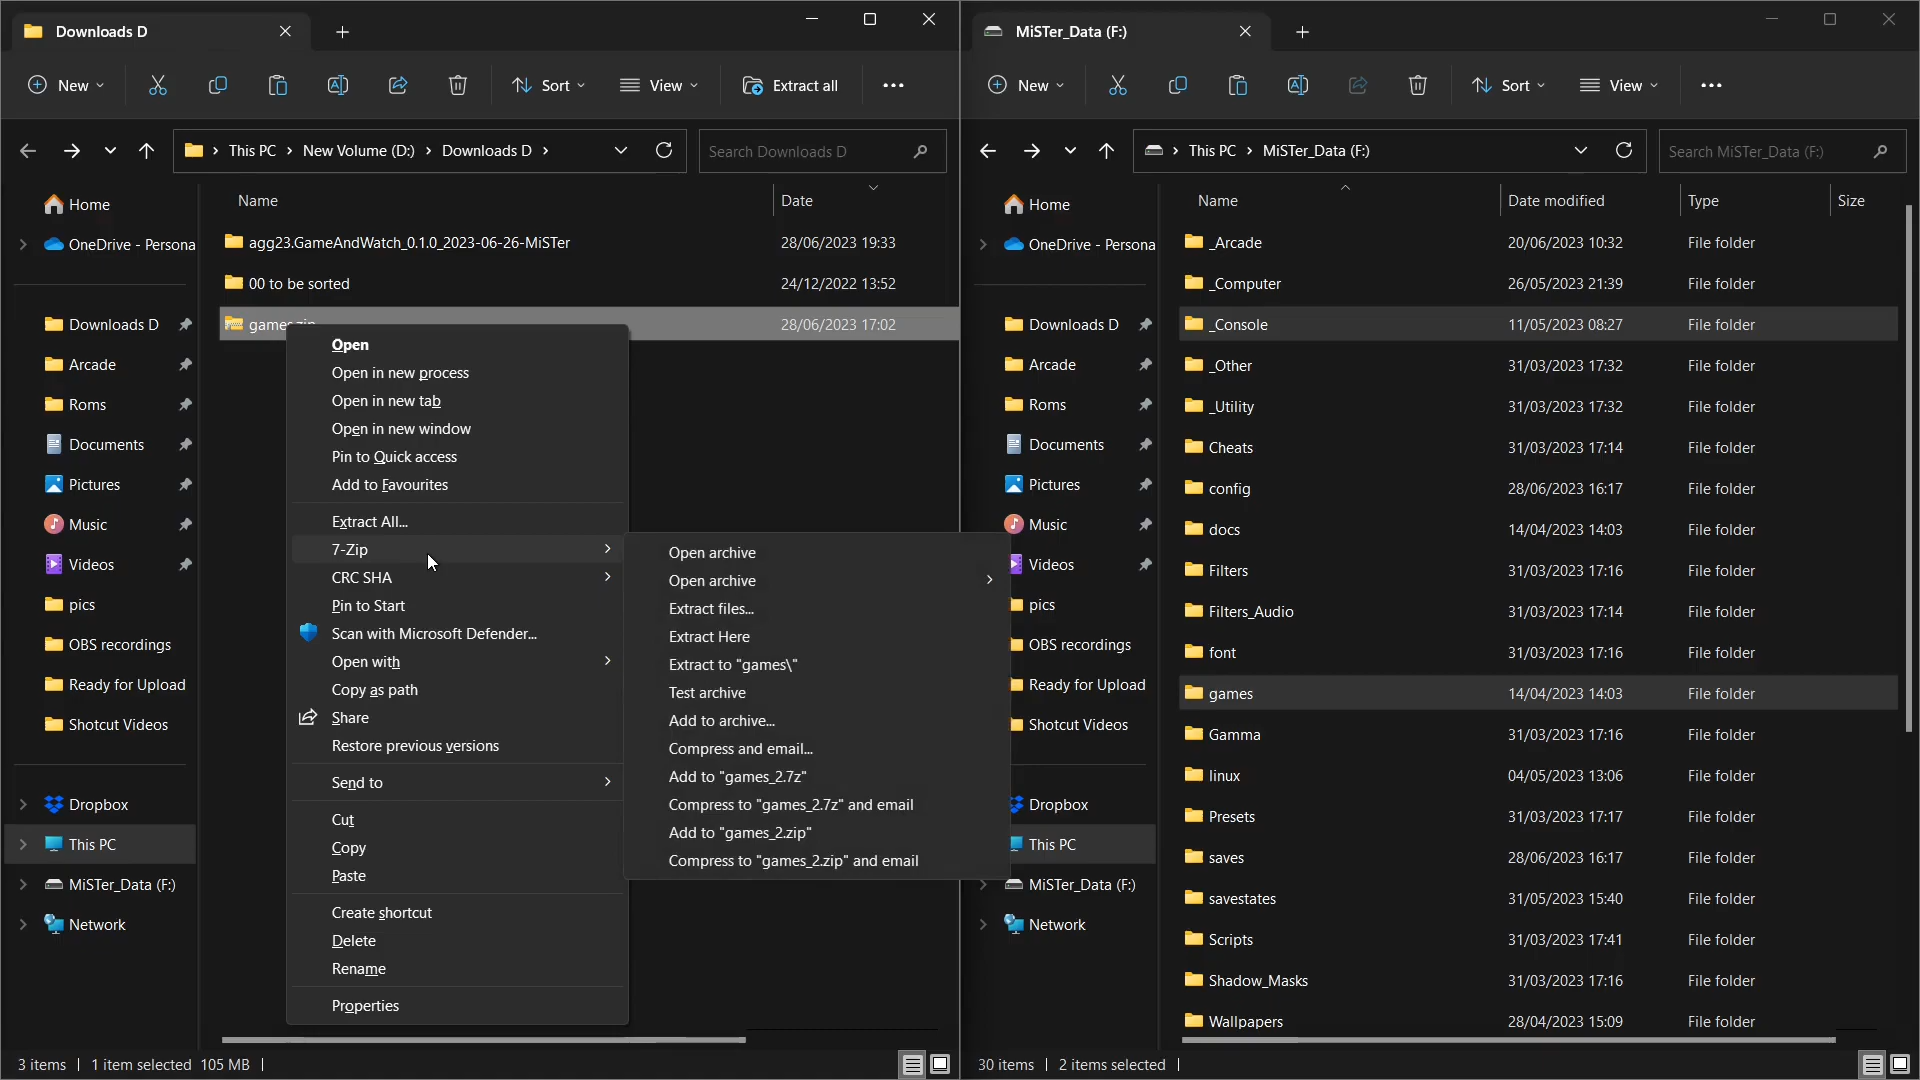 Downloads D
New
Sort
View
Extract all
This PC
New Volume (D:)
Downloads D
Search Downloads D
Home
OneDrive - Persona
Downloads D
Arcade
Roms
Documents
Pictures
Music
Videos
pics
OBS recordings
Ready for Upload
Shotcut Videos
Dropbox
This PC
MiSTer_Data (F:)
Network
Name
Date
agg23.GameAndWatch_0.1.0_2023-06-26-MiSTer
28/06/2023 19:33
00 to be sorted
24/12/2022 13:52
games.zip
28/06/2023 17:02
Open
Open in new process
Open in new tab
Open in new window
Pin to Quick access
Add to Favourites
Extract All...
7-Zip
CRC SHA
Pin to Start
Scan with Microsoft Defender...
Open with
Copy as path
Share
Restore previous versions
Send to
Cut
Copy
Paste
Create shortcut
Delete
Rename
Properties
Open archive
Open archive
Extract files...
Extract Here
Extract to "games\"
Test archive
Add to archive...
Compress and email...
Add to "games_2.7z"
Compress to "games_2.7z" and email
Add to "games_2.zip"
Compress to "games_2.zip" and email
3 items
1 item selected 105 MB
MiSTer_Data (F:)
New
Sort
View
This PC
MiSTer_Data (F:)
Search MiSTer_Data (F:)
Home
OneDrive - Persona
Downloads D
Arcade
Roms
Documents
Pictures
Music
Videos
pics
OBS recordings
Ready for Upload
Shotcut Videos
Dropbox
This PC
MiSTer_Data (F:)
Network
Name
Date modified
Type
Size
_Arcade 20/06/2023 10:32 File folder
_Computer 26/05/2023 21:39 File folder
_Console 11/05/2023 08:27 File folder
_Other 31/03/2023 17:32 File folder
_Utility 31/03/2023 17:32 File folder
Cheats 31/03/2023 17:14 File folder
config 28/06/2023 16:17 File folder
docs 14/04/2023 14:03 File folder
Filters 31/03/2023 17:16 File folder
Filters_Audio 31/03/2023 17:14 File folder
font 31/03/2023 17:16 File folder
games 14/04/2023 14:03 File folder
Gamma 31/03/2023 17:16 File folder
linux 04/05/2023 13:06 File folder
Presets 31/03/2023 17:17 File folder
saves 28/06/2023 16:17 File folder
savestates 31/05/2023 15:40 File folder
Scripts 31/03/2023 17:41 File folder
Shadow_Masks 31/03/2023 17:16 File folder
Wallpapers 28/04/2023 15:09 File folder
30 items
2 items selected